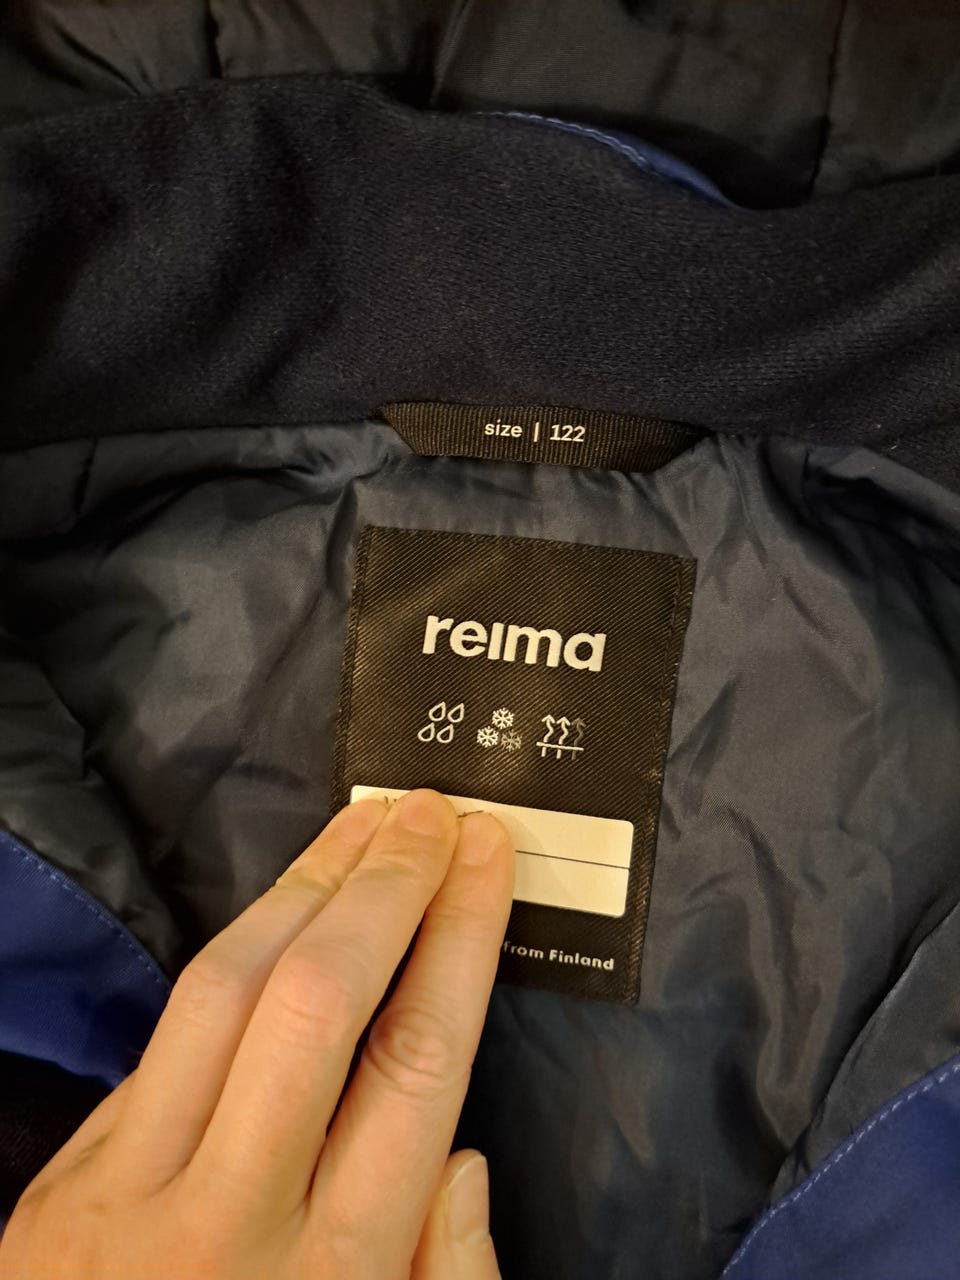 size | 122
reima
from Finland